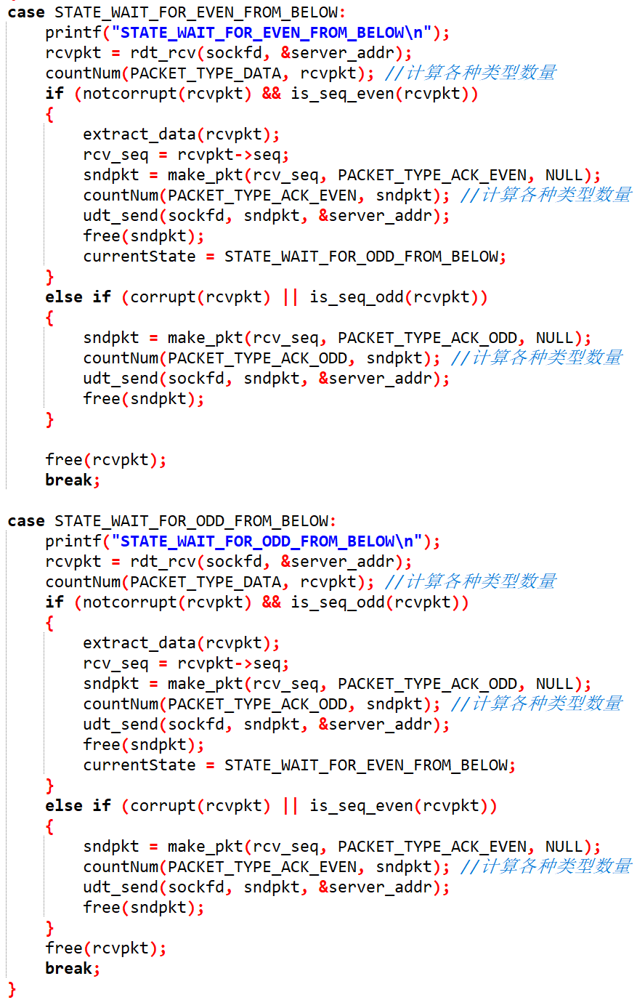 case STATE_WAIT_FOR_EVEN_FROM_BELOW:
    printf("STATE_WAIT_FOR_EVEN_FROM_BELOW\n");
    rcvpkt = rdt_rcv(sockfd, &server_addr);
    countNum(PACKET_TYPE_DATA, rcvpkt); //计算各种类型数量
    if (notcorrupt(rcvpkt) && is_seq_even(rcvpkt))
    {
        extract_data(rcvpkt);
        rcv_seq = rcvpkt->seq;
        sndpkt = make_pkt(rcv_seq, PACKET_TYPE_ACK_EVEN, NULL);
        countNum(PACKET_TYPE_ACK_EVEN, sndpkt); //计算各种类型数量
        udt_send(sockfd, sndpkt, &server_addr);
        free(sndpkt);
        currentState = STATE_WAIT_FOR_ODD_FROM_BELOW;
    }
    else if (corrupt(rcvpkt) || is_seq_odd(rcvpkt))
    {
        sndpkt = make_pkt(rcv_seq, PACKET_TYPE_ACK_ODD, NULL);
        countNum(PACKET_TYPE_ACK_ODD, sndpkt); //计算各种类型数量
        udt_send(sockfd, sndpkt, &server_addr);
        free(sndpkt);
    }

    free(rcvpkt);
    break;

case STATE_WAIT_FOR_ODD_FROM_BELOW:
    printf("STATE_WAIT_FOR_ODD_FROM_BELOW\n");
    rcvpkt = rdt_rcv(sockfd, &server_addr);
    countNum(PACKET_TYPE_DATA, rcvpkt); //计算各种类型数量
    if (notcorrupt(rcvpkt) && is_seq_odd(rcvpkt))
    {
        extract_data(rcvpkt);
        rcv_seq = rcvpkt->seq;
        sndpkt = make_pkt(rcv_seq, PACKET_TYPE_ACK_ODD, NULL);
        countNum(PACKET_TYPE_ACK_ODD, sndpkt); //计算各种类型数量
        udt_send(sockfd, sndpkt, &server_addr);
        free(sndpkt);
        currentState = STATE_WAIT_FOR_EVEN_FROM_BELOW;
    }
    else if (corrupt(rcvpkt) || is_seq_even(rcvpkt))
    {
        sndpkt = make_pkt(rcv_seq, PACKET_TYPE_ACK_EVEN, NULL);
        countNum(PACKET_TYPE_ACK_EVEN, sndpkt); //计算各种类型数量
        udt_send(sockfd, sndpkt, &server_addr);
        free(sndpkt);
    }
    free(rcvpkt);
    break;
}